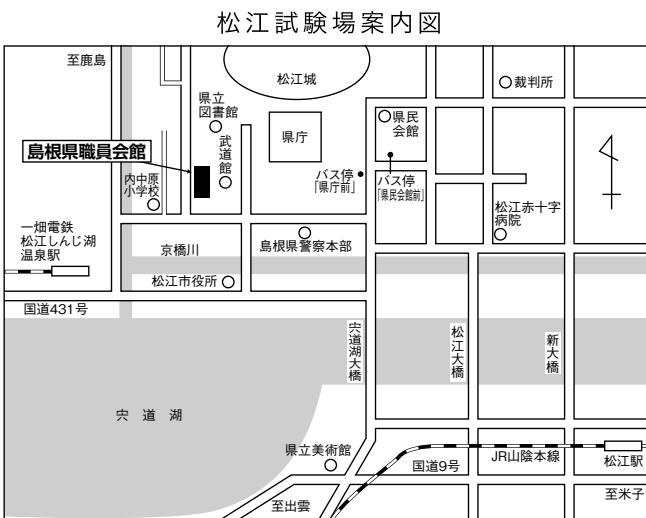 松江試験場案内図
至鹿島
松江城
裁判所
県立
図書館
県民
会館
島根県職員会館
武道館
県庁
内中原
小学校
バス停
「県庁前」
バス停
「県民会館前」
松江赤十字
病院
一畑電鉄
松江しんじ湖
温泉駅
京橋川
島根県警察本部
松江市役所
国道431号
宍道湖大橋
松江大橋
新大橋
宍道湖
県立美術館
国道9号
JR山陰本線
松江駅
至出雲
至米子